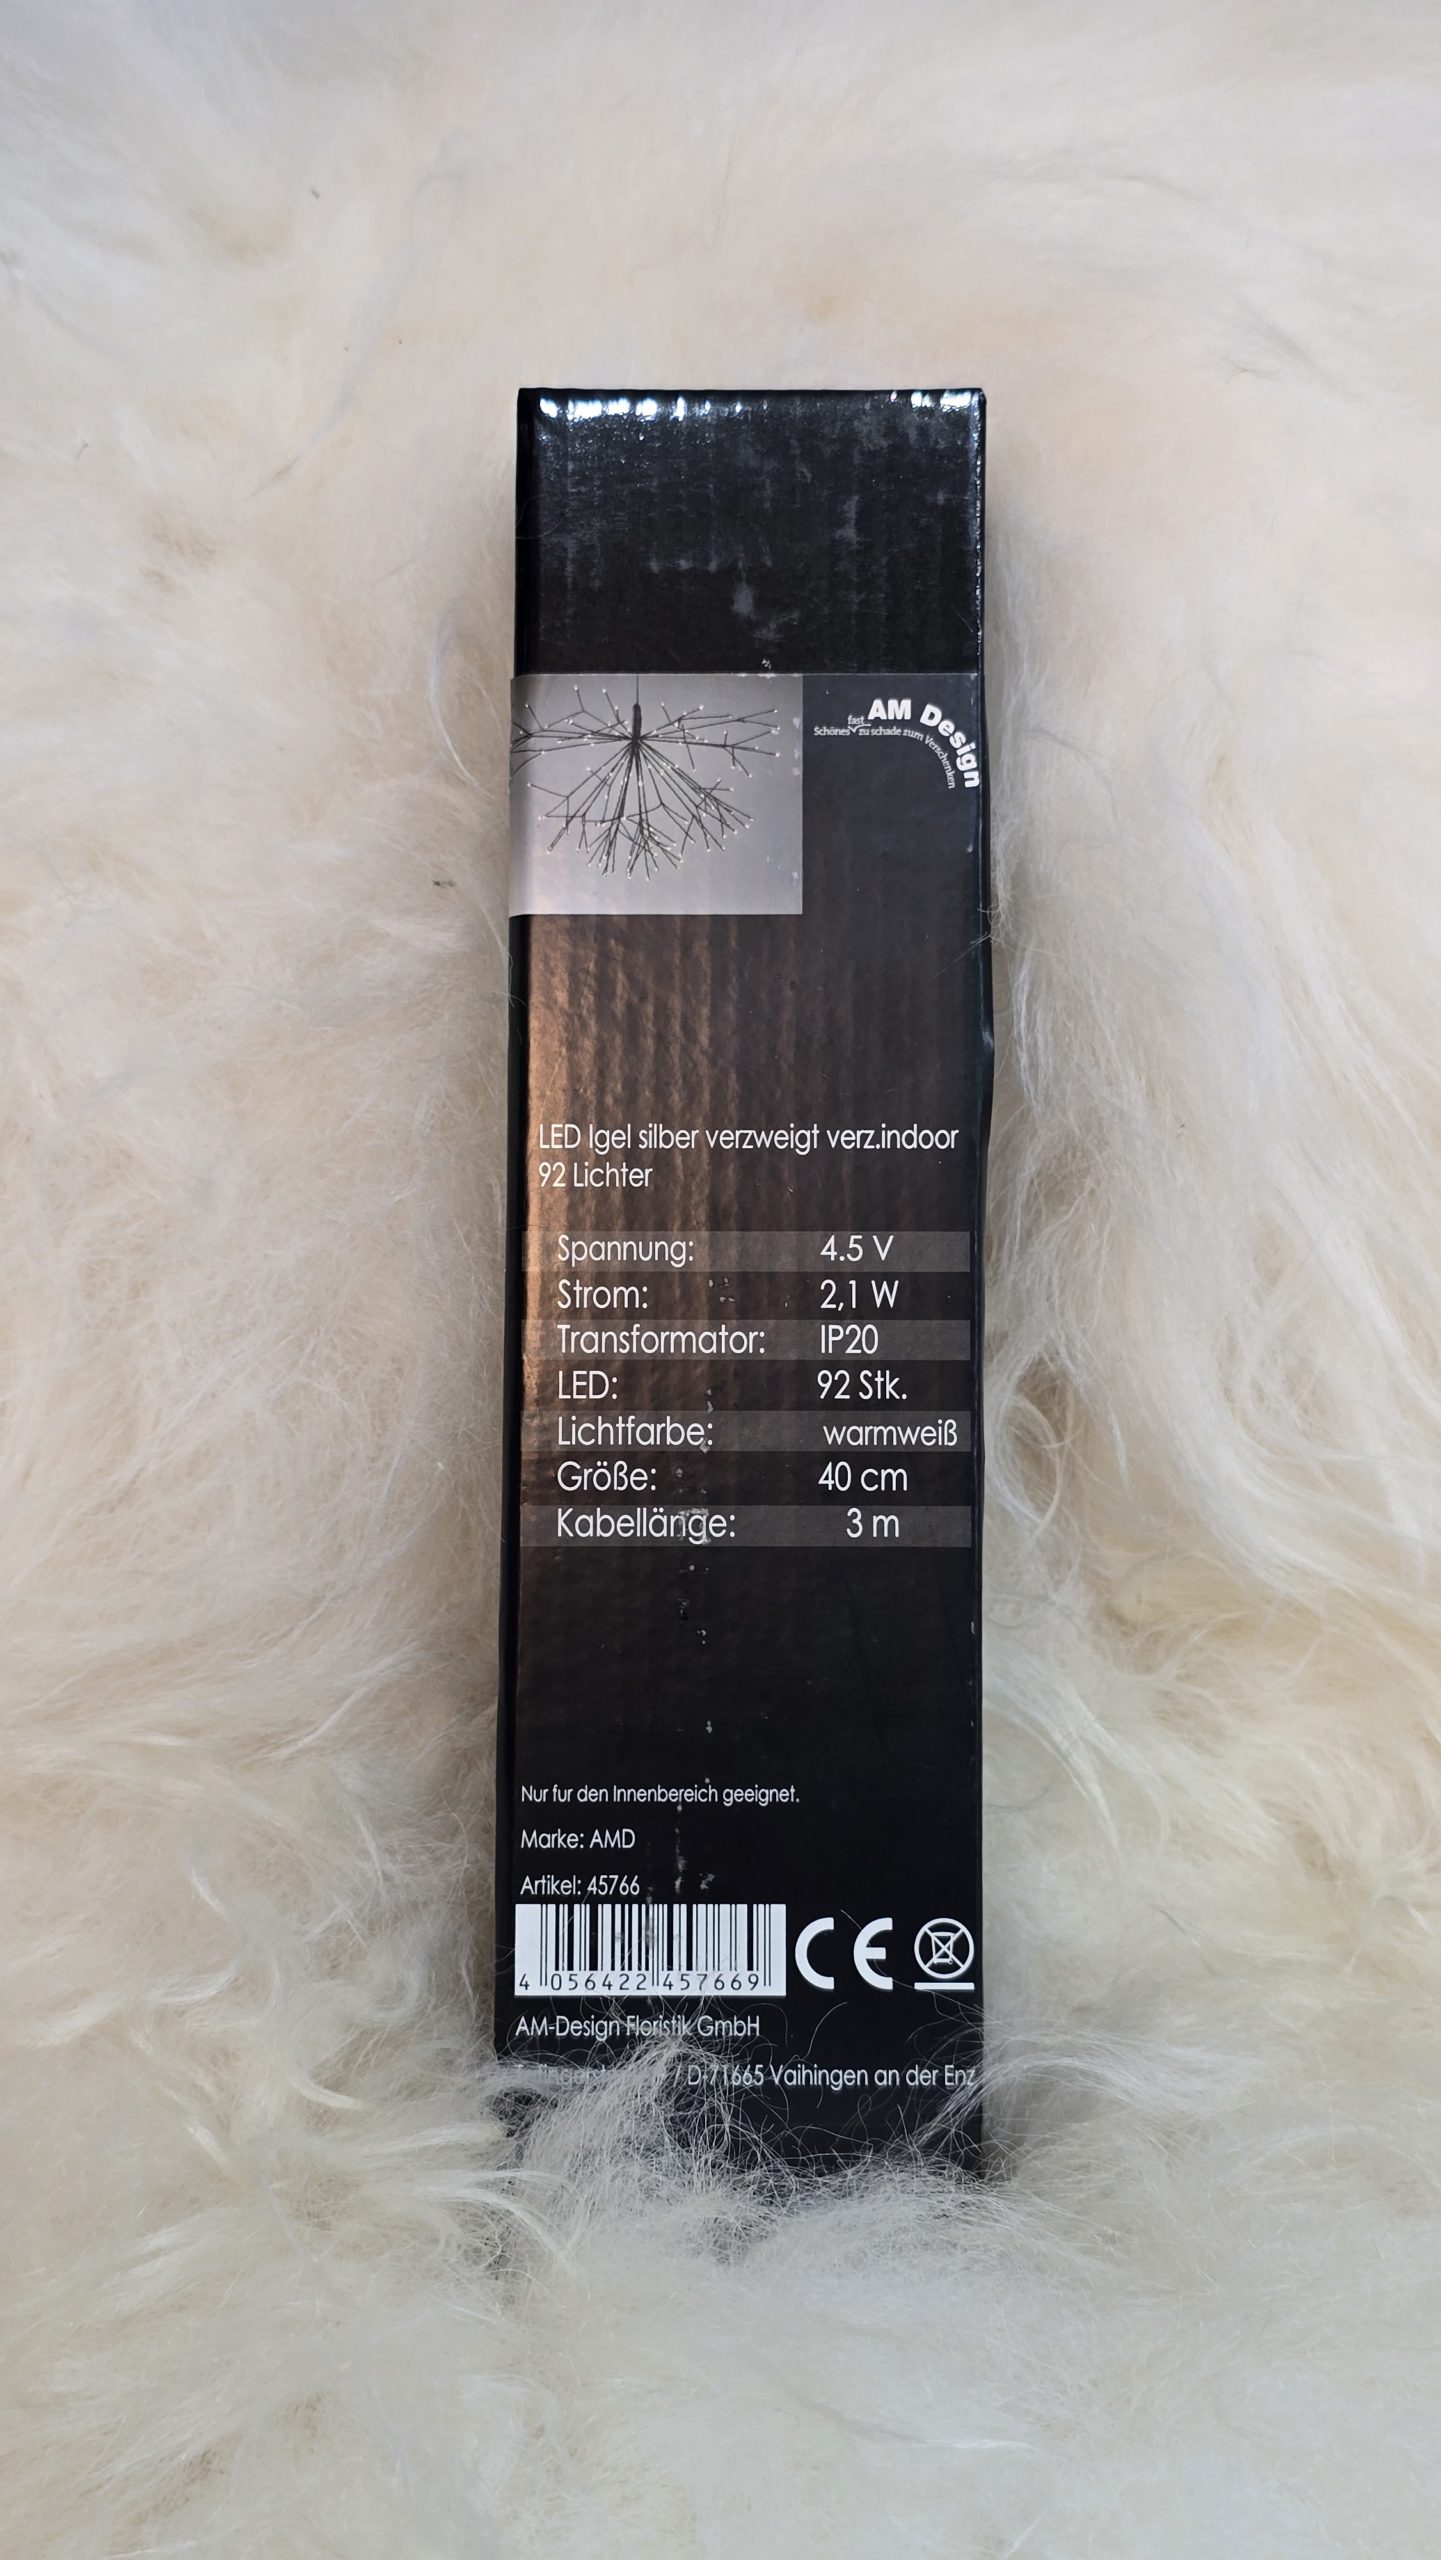 AM Design
Schönes fast zu schade zum Verschenken
LED Igel silber verzweigt verz.indoor
92 Lichter
Spannung: 4.5 V
Strom: 2,1 W
Transformator: IP20
LED: 92 Stk.
Lichtfarbe: warmweiß
Größe: 40 cm
Kabellänge: 3 m
Nur fur den Innenbereich geeignet.
Marke: AMD
Artikel: 45766
4 056422 457669
CE
AM-Design Floristik GmbH
/ D-71665 Vaihingen an der Enz